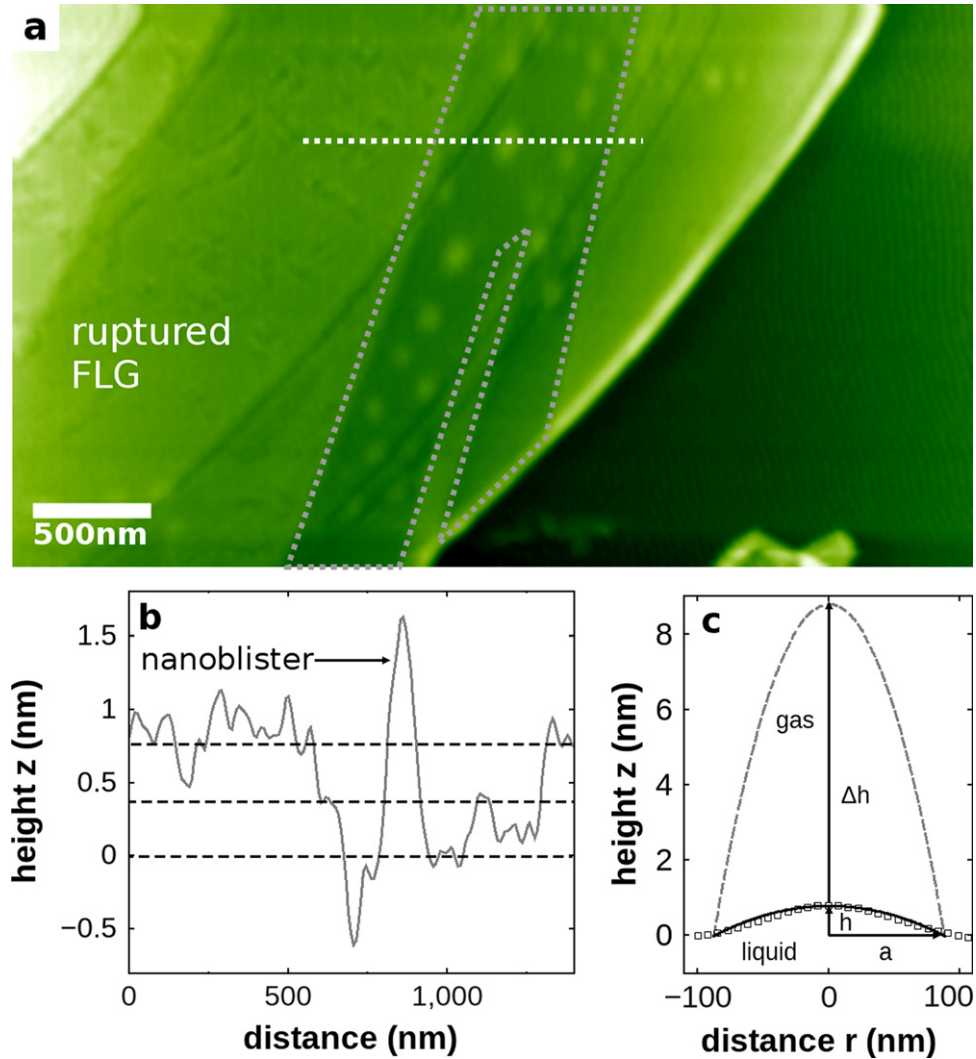 a
ruptured
FLG
500nm
b
nanoblister
1.5
1
0.5
0
−0.5
height z (nm)
0
500
1,000
distance (nm)
c
8
6
4
2
0
height z (nm)
gas
Δh
h
liquid
a
−100
0
100
distance r (nm)